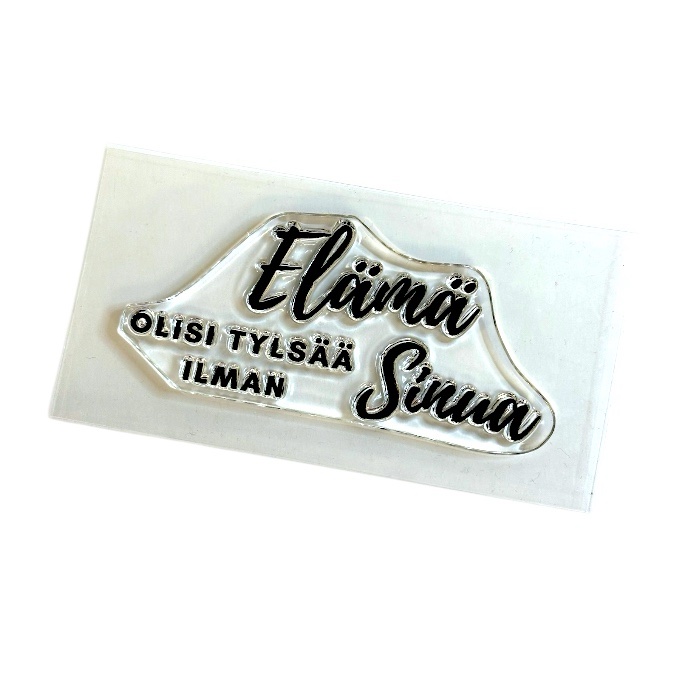 Elämä
OLISI TYLSÄÄ
ILMAN
Sinua